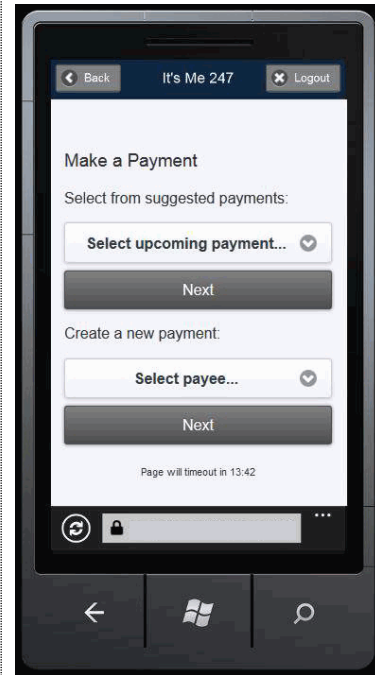 Back
It's Me 247
Logout
Make a Payment
Select from suggested payments:
Select upcoming payment...
Next
Create a new payment:
Select payee...
Next
Page will timeout in 13:42